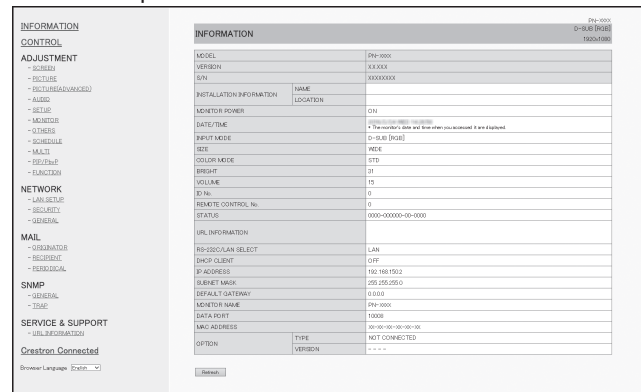 INFORMATION
CONTROL
ADJUSTMENT
- SCREEN
- PICTURE
- PICTURE(ADVANCED)
- AUDIO
- SETUP
- MONITOR
- OTHERS
- SCHEDULE
- MULTI
- PIP/PbyP
- FUNCTION
NETWORK
- LAN SETUP
- SECURITY
- GENERAL
MAIL
- ORIGINATOR
- RECIPIENT
- PERIODICAL
SNMP
- GENERAL
- TRAP
SERVICE & SUPPORT
- URL INFORMATION
Crestron Connected
Browser Language English
PN-XXXX
INFORMATION D-SUB [RGB]
1920x1080
MODEL PN-XXXX
VERSION XXXXX
S/N XXXXXXXX
INSTALLATION INFORMATION NAME
LOCATION
MONITOR POWER ON
DATE/TIME
* The monitor's date and time when you accessed it are displayed.
INPUT MODE D-SUB [RGB]
SIZE WIDE
COLOR MODE STD
BRIGHT 31
VOLUME 15
ID No. 0
REMOTE CONTROL No. 0
STATUS 0000-000000-00-0000
URL INFORMATION
RS-232C/LAN SELECT LAN
DHCP CLIENT OFF
IP ADDRESS 192.168.150.2
SUBNET MASK 255.255.255.0
DEFAULT GATEWAY 0.0.0.0
MONITOR NAME PN-XXXX
DATA PORT 10008
MAC ADDRESS XX-XX-XX-XX-XX-XX
OPTION TYPE NOT CONNECTED
VERSION - - - -
Refresh